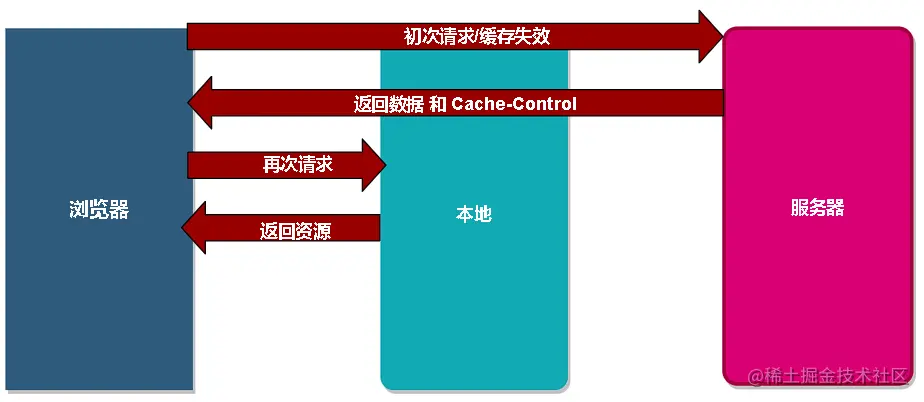 初次请求/缓存失效
返回数据 和 Cache-Control
再次请求
浏览器
本地
服务器
返回资源
@稀土掘金技术社区